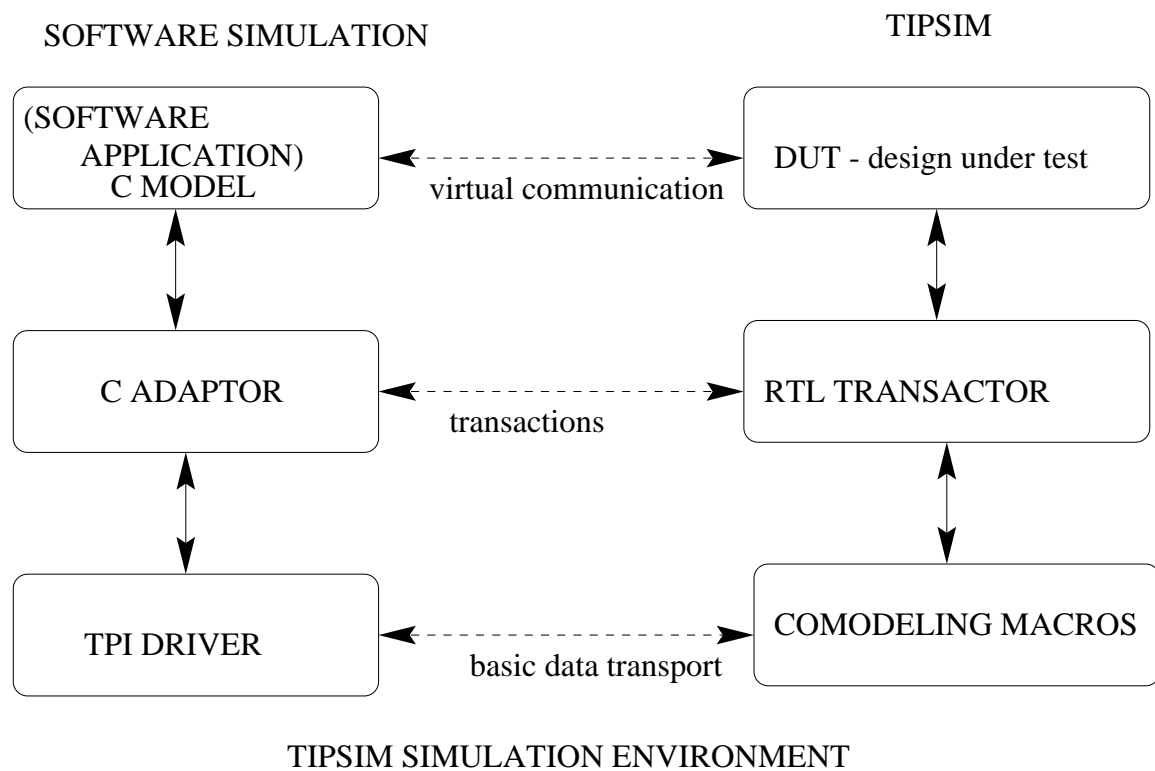 SOFTWARE SIMULATION
TIPSIM
(SOFTWARE
APPLICATION)
C MODEL
virtual communication
DUT - design under test
C ADAPTOR
transactions
RTL TRANSACTOR
TPI DRIVER
basic data transport
COMODELING MACROS
TIPSIM SIMULATION ENVIRONMENT